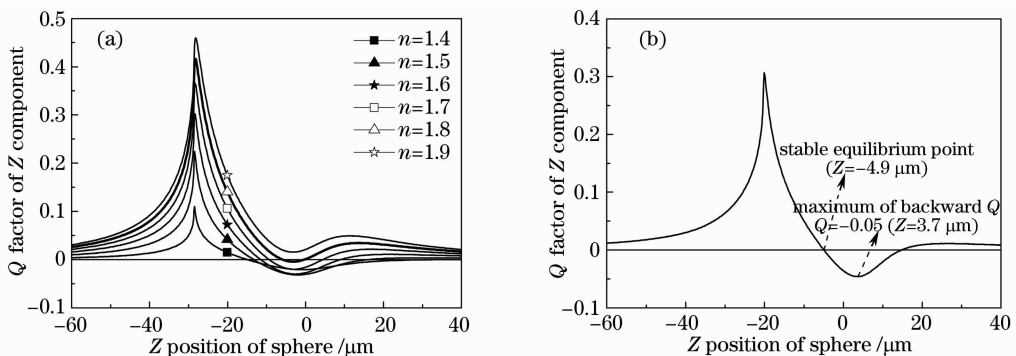 (a)
0.5
0.4
0.3
0.2
0.1
0
−0.1
Q factor of Z component
n=1.4
n=1.5
n=1.6
n=1.7
n=1.8
n=1.9
−60 −40 −20 0 20 40
Z position of sphere /μm
(b)
0.4
0.3
0.2
0.1
0
−0.1
Q factor of Z component
stable equilibrium point
(Z=−4.9 μm)
maximum of backward Q
Q=−0.05 (Z=3.7 μm)
−60 −40 −20 0 20 40
Z position of sphere /μm